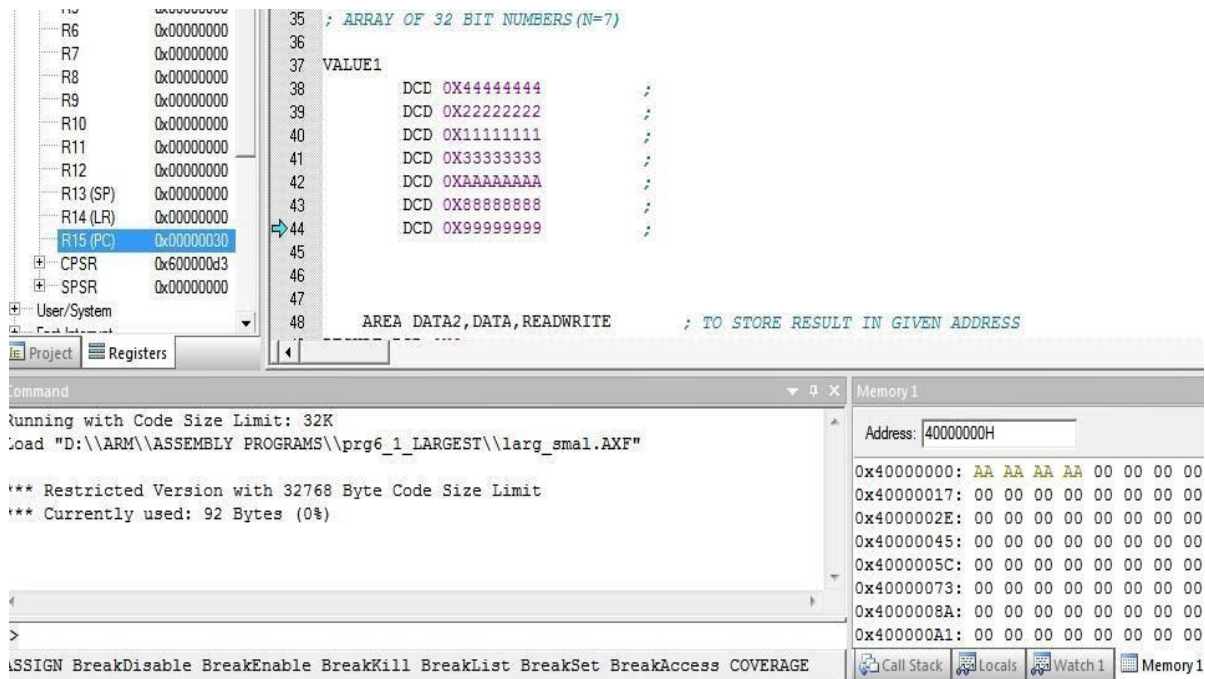 R6 0x00000000
R7 0x00000000
R8 0x00000000
R9 0x00000000
R10 0x00000000
R11 0x00000000
R12 0x00000000
R13 (SP) 0x00000000
R14 (LR) 0x00000000
R15 (PC) 0x00000030
CPSR 0x600000d3
SPSR 0x00000000
User/System
Project Registers
35 ; ARRAY OF 32 BIT NUMBERS(N=7)
36
37 VALUE1
38 DCD 0X44444444 ;
39 DCD 0X22222222 ;
40 DCD 0X11111111 ;
41 DCD 0X33333333 ;
42 DCD 0XAAAAAAAA ;
43 DCD 0X88888888 ;
44 DCD 0X99999999 ;
45
46
47
48 AREA DATA2,DATA,READWRITE ; TO STORE RESULT IN GIVEN ADDRESS
Command
Running with Code Size Limit: 32K
Load "D:\\ARM\\ASSEMBLY PROGRAMS\\prg6_1_LARGEST\\larg_smal.AXF"
*** Restricted Version with 32768 Byte Code Size Limit
*** Currently used: 92 Bytes (0%)
>
ASSIGN BreakDisable BreakEnable BreakKill BreakList BreakSet BreakAccess COVERAGE
Memory 1
Address: 40000000H
0x40000000: AA AA AA AA 00 00 00 00
0x40000017: 00 00 00 00 00 00 00 00
0x4000002E: 00 00 00 00 00 00 00 00
0x40000045: 00 00 00 00 00 00 00 00
0x4000005C: 00 00 00 00 00 00 00 00
0x40000073: 00 00 00 00 00 00 00 00
0x4000008A: 00 00 00 00 00 00 00 00
0x400000A1: 00 00 00 00 00 00 00 00
Call Stack Locals Watch 1 Memory 1